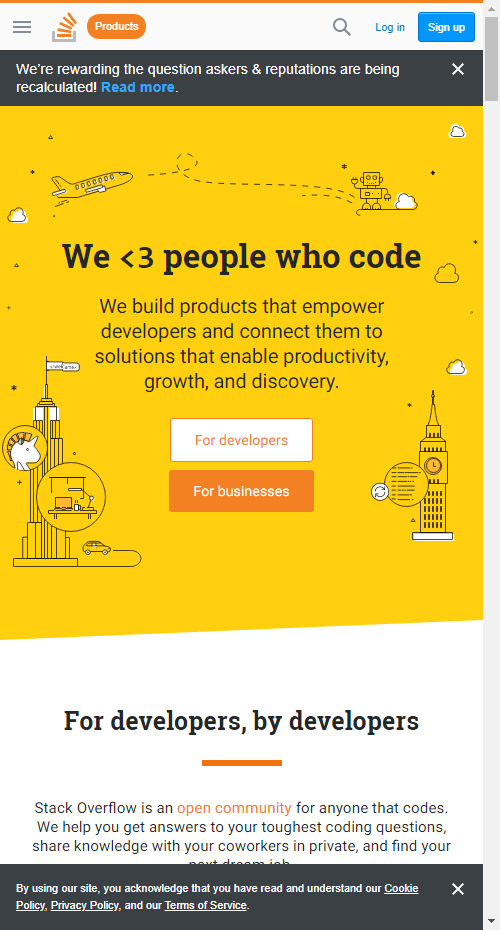 Products
Log in
Sign up
We're rewarding the question askers & reputations are being
recalculated! Read more.
We <3 people who code
We build products that empower
developers and connect them to
solutions that enable productivity,
growth, and discovery.
For developers
For businesses
For developers, by developers
Stack Overflow is an open community for anyone that codes.
We help you get answers to your toughest coding questions,
share knowledge with your coworkers in private, and find your
next dream job.
By using our site, you acknowledge that you have read and understand our Cookie
Policy, Privacy Policy, and our Terms of Service.